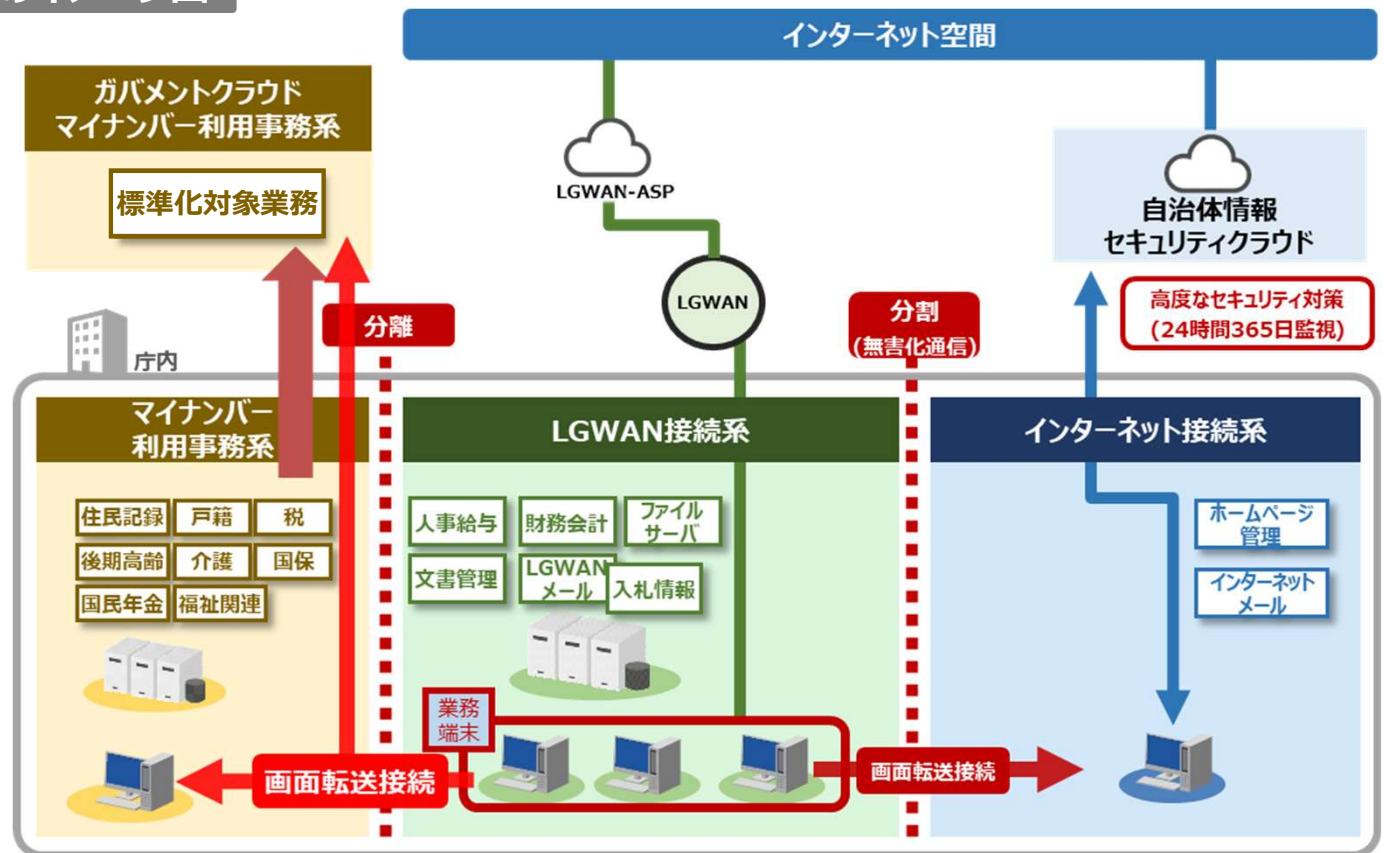 インターネット空間
ガバメントクラウド
マイナンバー利用事務系
標準化対象業務
LGWAN-ASP
自治体情報
セキュリティクラウド
LGWAN
高度なセキュリティ対策
(24時間365日監視)
分離
分割
(無害化通信)
庁内
マイナンバー
利用事務系
LGWAN接続系
インターネット接続系
住民記録
戸籍
税
後期高齢
介護
国保
国民年金
福祉関連
人事給与
財務会計
ファイル
サーバ
文書管理
LGWAN
メール
入札情報
ホームページ
管理
インターネット
メール
業務
端末
画面転送接続
画面転送接続